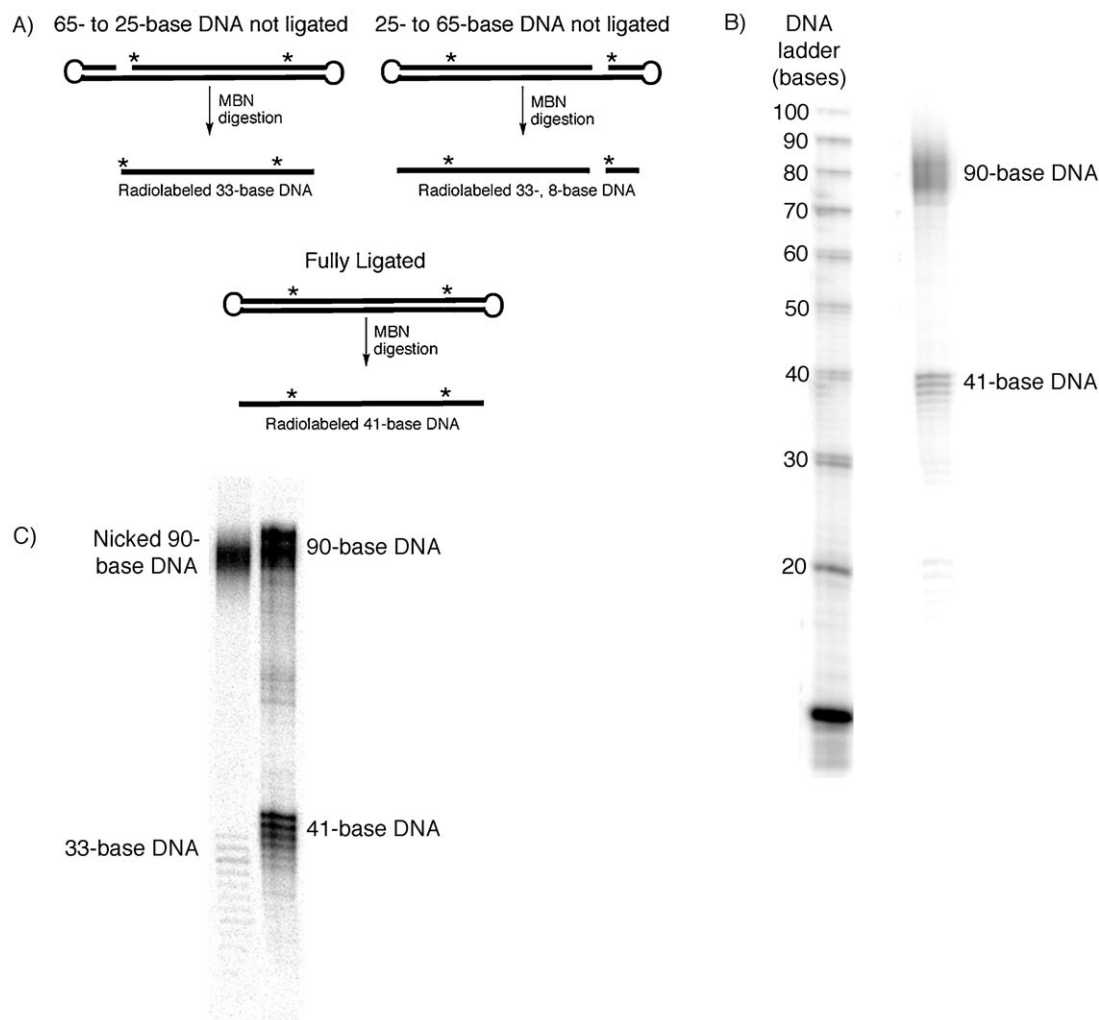 A)
65- to 25-base DNA not ligated
* *
MBN
digestion
* *
Radiolabeled 33-base DNA
25- to 65-base DNA not ligated
* *
MBN
digestion
* *
Radiolabeled 33-, 8-base DNA
Fully Ligated
* *
MBN
digestion
* *
Radiolabeled 41-base DNA
B)
DNA
ladder
(bases)
100
90
80
70
60
50
40
30
20
90-base DNA
41-base DNA
C)
Nicked 90-
base DNA
33-base DNA
90-base DNA
41-base DNA